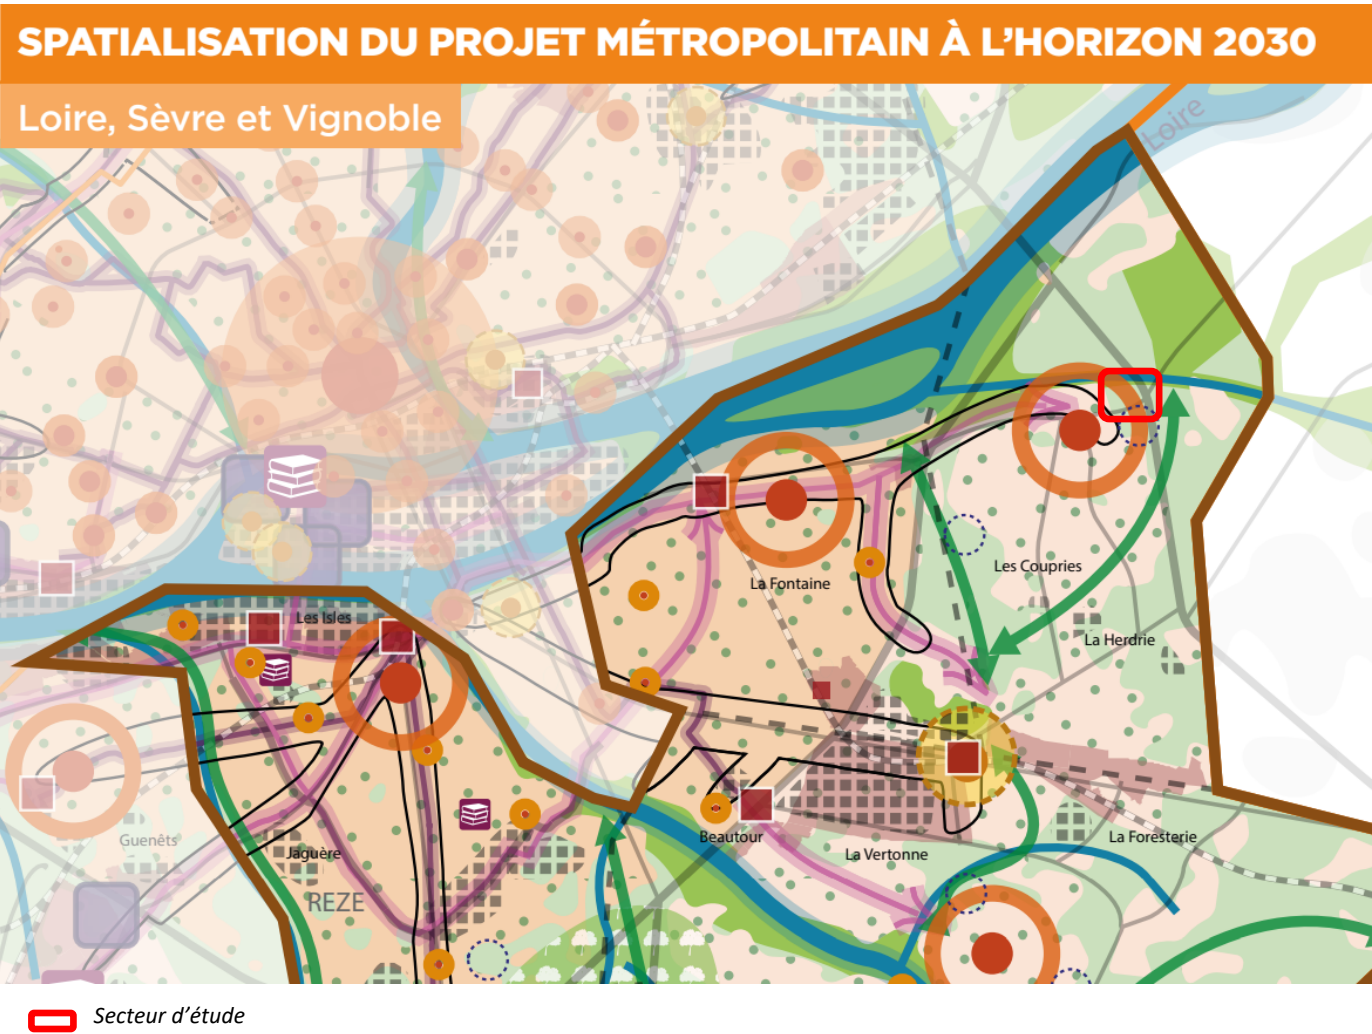 SPATIALISATION DU PROJET MÉTROPOLITAIN À L'HORIZON 2030
Loire, Sèvre et Vignoble
Loire
Les Coupries
La Fontaine
Les Isles
La Herdrie
Guenêts
Jaguère
Beautour
La Vertonne
La Foresterie
REZE
Secteur d'étude